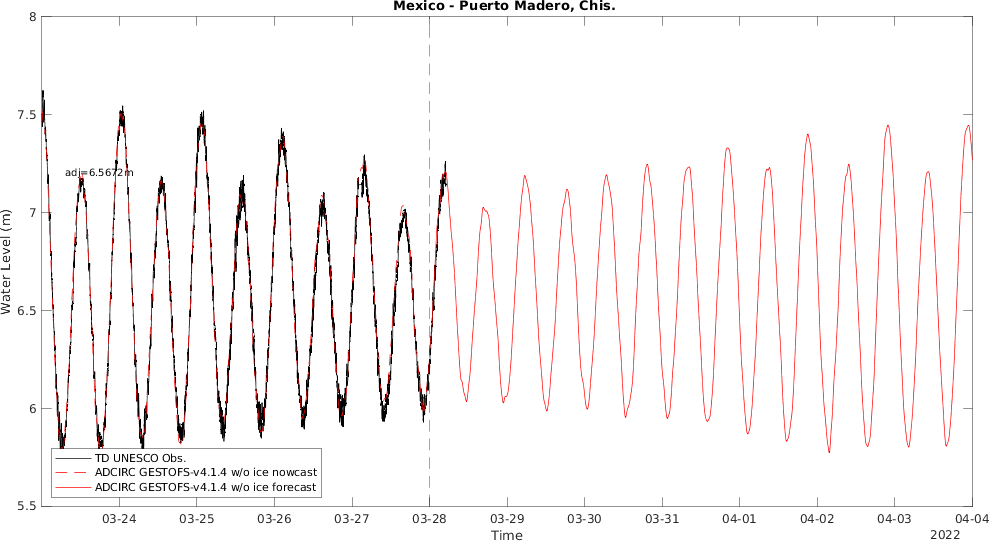 Mexico - Puerto Madero, Chis.
8
7.5
7
6.5
6
5.5
Water Level (m)
adj=6.5672m
TD UNESCO Obs.
ADCIRC GESTOFS-v4.1.4 w/o ice nowcast
ADCIRC GESTOFS-v4.1.4 w/o ice forecast
03-24 03-25 03-26 03-27 03-28 03-29 03-30 03-31 04-01 04-02 04-03 04-04
Time
2022